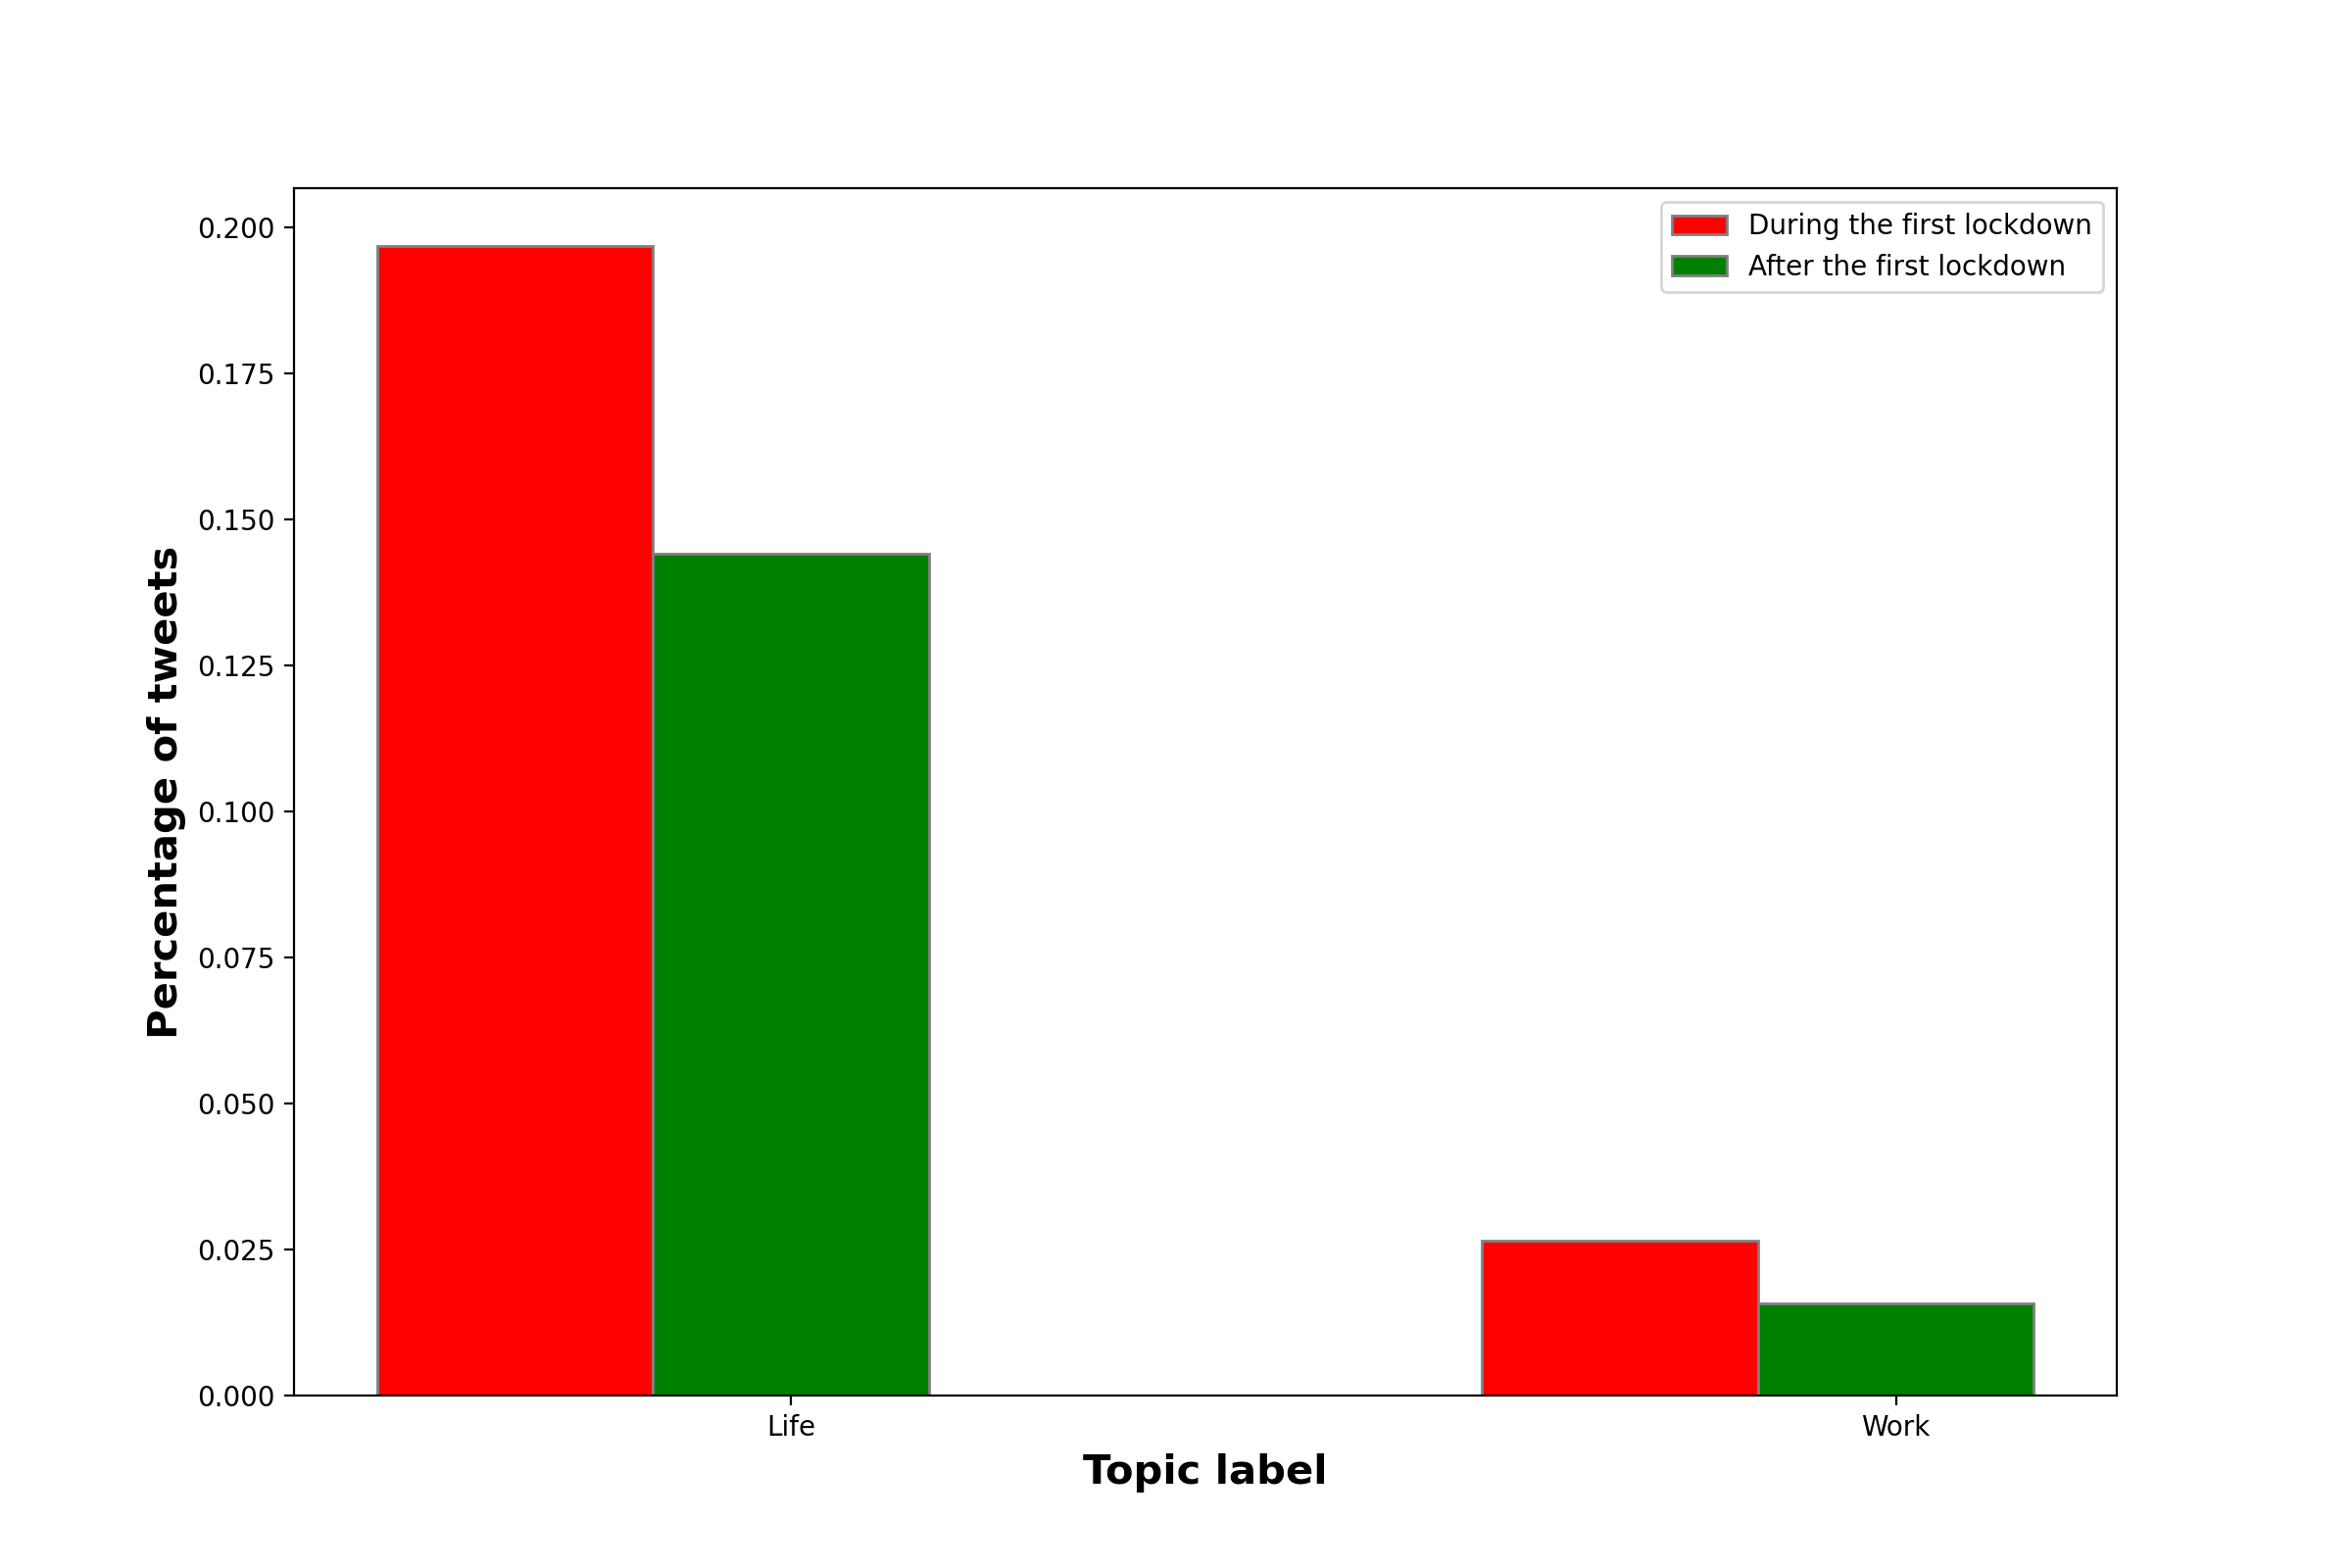 During the first lockdown
After the first lockdown
0.200
0.175
0.150
0.125
0.100
0.075
0.050
0.025
0.000
Percentage of tweets
Life
Work
Topic label